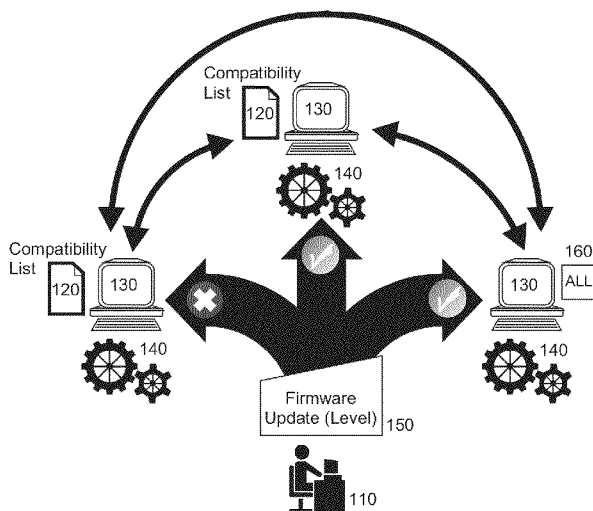 Compatibility
List
120
130
140
Compatibility
List
120
130
140
160
ALL
130
140
Firmware
Update (Level)
150
110